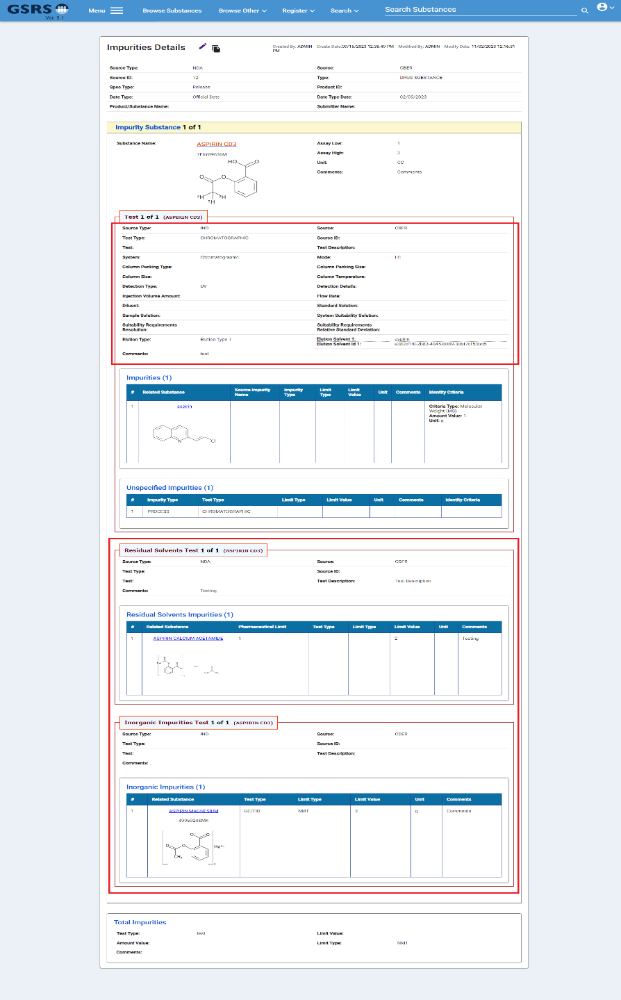 GSRS
Ver. 3.1
Menu
Browse Substances
Browse Other
Register
Search
Search Substances
Impurities Details
Created By: ADMIN Create Date:09/15/2023 12:38:49 PM Modified By: ADMIN Modify Date: 11/02/2023 12:16:31
PM
Source Type: NDA Source: CBER
Source ID: 12 Type: DRUG SUBSTANCE
Spec Type: Release Product ID:
Date Type: Official Date Date Type Date: 02/05/2023
Product/Substance Name: Submitter Name:
Impurity Substance 1 of 1
Substance Name: ASPIRIN CD3 Assay Low: 1
Assay High: 2
7E6Y89636M
Unit: CC
Comments: Comments
HO O
O O
²H ²H
²H
Test 1 of 1 (ASPIRIN CD3)
Source Type: IND Source: CBER
Test Type: CHROMATOGRAPHIC Source ID:
Test: Test Description:
System: Chromatographic Mode: LC
Column Packing Type: Column Packing Size:
Column Size: Column Temperature:
Detection Type: UV Detection Details:
Injection Volume Amount: Flow Rate:
Diluent: Standard Solution:
Sample Solution: System Suitability Solution:
Suitability Requirements Suitability Requirements
Resolution: Relative Standard Deviation:
Elution Type: Elution Type 1 Elution Solvent 1: aspirin
Elution Solvent Id 1:
Comments: test
Impurities (1)
# Related Substance Source Impurity Name Impurity Type Limit Type Limit Value Unit Comments Identity Criteria
1 aspirin Criteria Type: Molecular
Weight (MS)
Amount Value: 1
Unit: g
N Cl
Unspecified Impurities (1)
# Impurity Type Test Type Limit Type Limit Value Unit Comments Identity Criteria
1 PROCESS CHROMATOGRAPHIC
Residual Solvents Test 1 of 1 (ASPIRIN CD3)
Source Type: NDA Source: CDER
Test Type: Source ID:
Test: Test Description: Test Description
Comments: Testing
Residual Solvents Impurities (1)
# Related Substance Pharmaceutical Limit Test Type Limit Type Limit Value Unit Comments
1 ASPIRIN CALCIUM ACETAMIDE 1 2 Testing
Inorganic Impurities Test 1 of 1 (ASPIRIN CD3)
Source Type: IND Source: CDER
Test Type: Source ID:
Test: Test Description:
Comments:
Inorganic Impurities (1)
# Related Substance Test Type Limit Type Limit Value Unit Comments
1 ASPIRIN MAGNESIUM GC/FID NMT 3 g Comments
O⁻ O
O O Mg²⁺
CH₃
2
Total Impurities
Test Type: test Limit Value:
Amount Value: Limit Type: NMT
Comments: